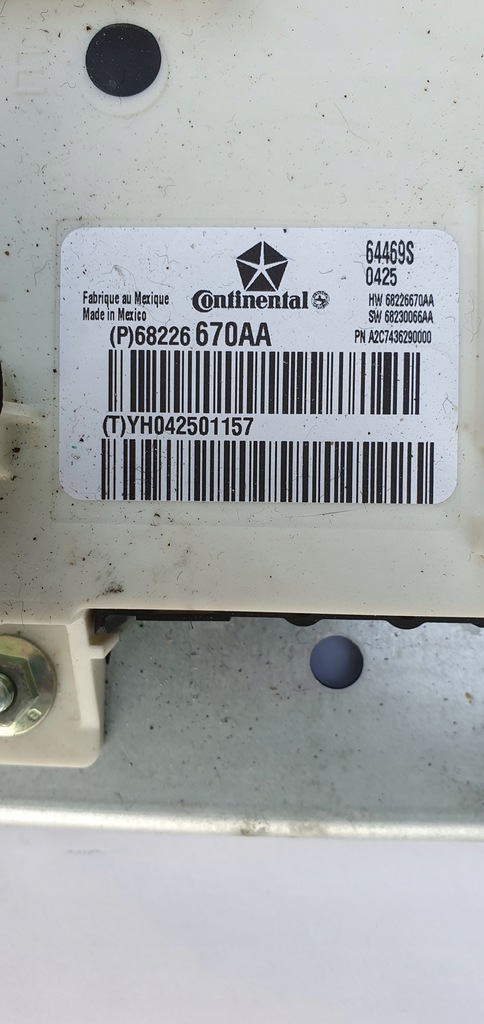 64469S
0425
Fabrique au Mexique
Made in Mexico
Continental
HW 68226670AA
SW 68230066AA
(P)68226 670AA
PN A2C7436290000
(T)YH042501157